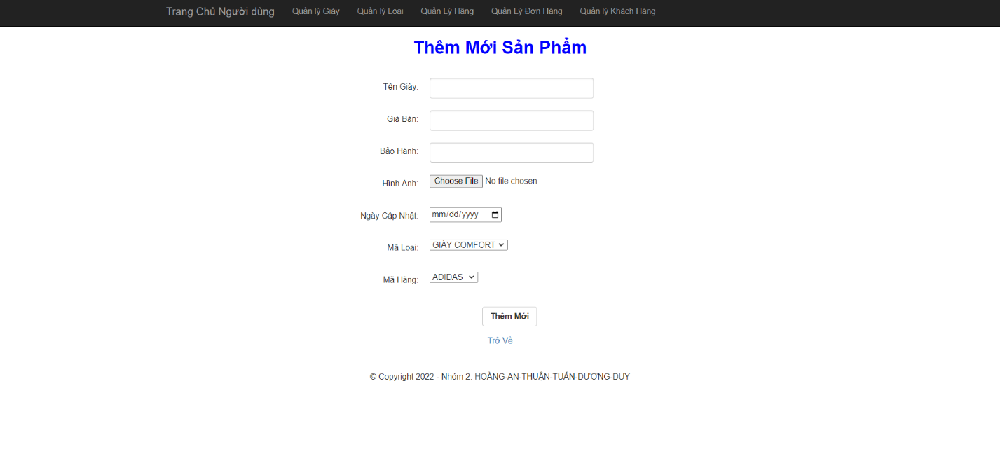 Trang Chủ Người dùng Quản lý Giày Quản lý Loại Quản Lý Hãng Quản Lý Đơn Hàng Quản lý Khách Hàng
Thêm Mới Sản Phẩm
Tên Giày:
Giá Bán:
Bảo Hành:
Hình Ảnh: Choose File No file chosen
Ngày Cập Nhật: mm/dd/yyyy
Mã Loại: GIẦY COMFORT
Mã Hãng: ADIDAS
Thêm Mới
Trở Về
© Copyright 2022 - Nhóm 2: HOÀNG-AN-THUẬN-TUẤN-DƯƠNG-DUY